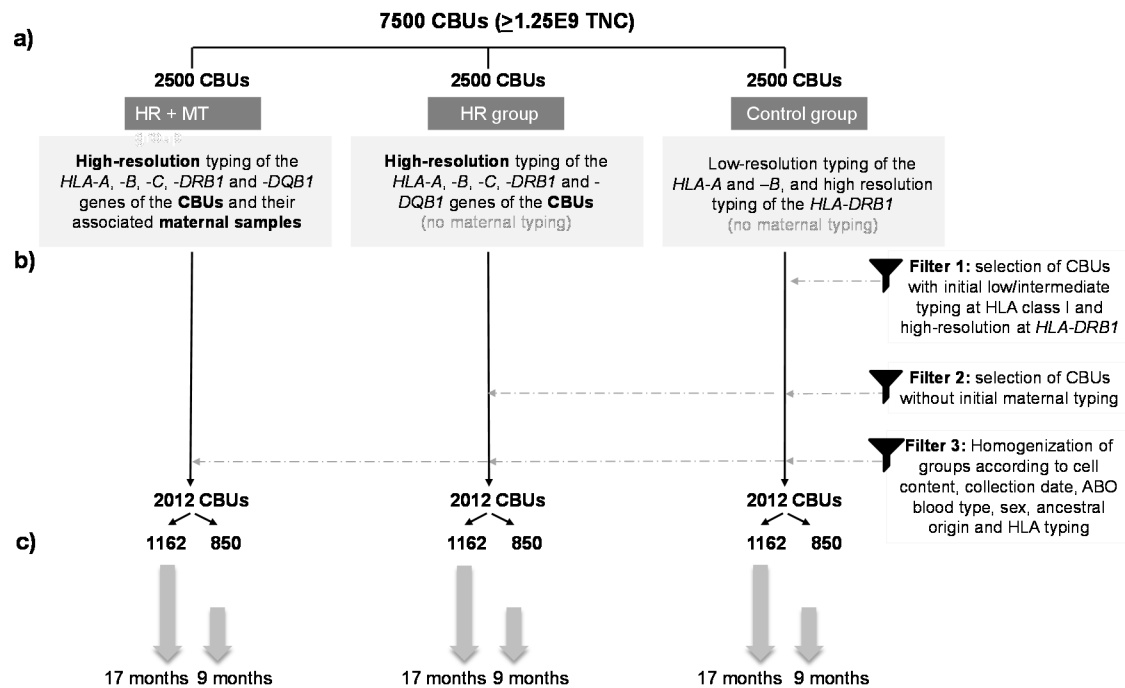 7500 CBUs (≥1.25E9 TNC)
a)
2500 CBUs
2500 CBUs
2500 CBUs
HR + MT
HR group
Control group
High-resolution typing of the
HLA-A, -B, -C, -DRB1 and -DQB1
genes of the CBUs and their
associated maternal samples
High-resolution typing of the
HLA-A, -B, -C, -DRB1 and -
DQB1 genes of the CBUs
(no maternal typing)
Low-resolution typing of the
HLA-A and –B, and high resolution
typing of the HLA-DRB1
(no maternal typing)
b)
Filter 1: selection of CBUs
with initial low/intermediate
typing at HLA class I and
high-resolution at HLA-DRB1
Filter 2: selection of CBUs
without initial maternal typing
Filter 3: Homogenization of
groups according to cell
content, collection date, ABO
blood type, sex, ancestral
origin and HLA typing
2012 CBUs
2012 CBUs
2012 CBUs
c)
1162 850
1162 850
1162 850
17 months 9 months
17 months 9 months
17 months 9 months